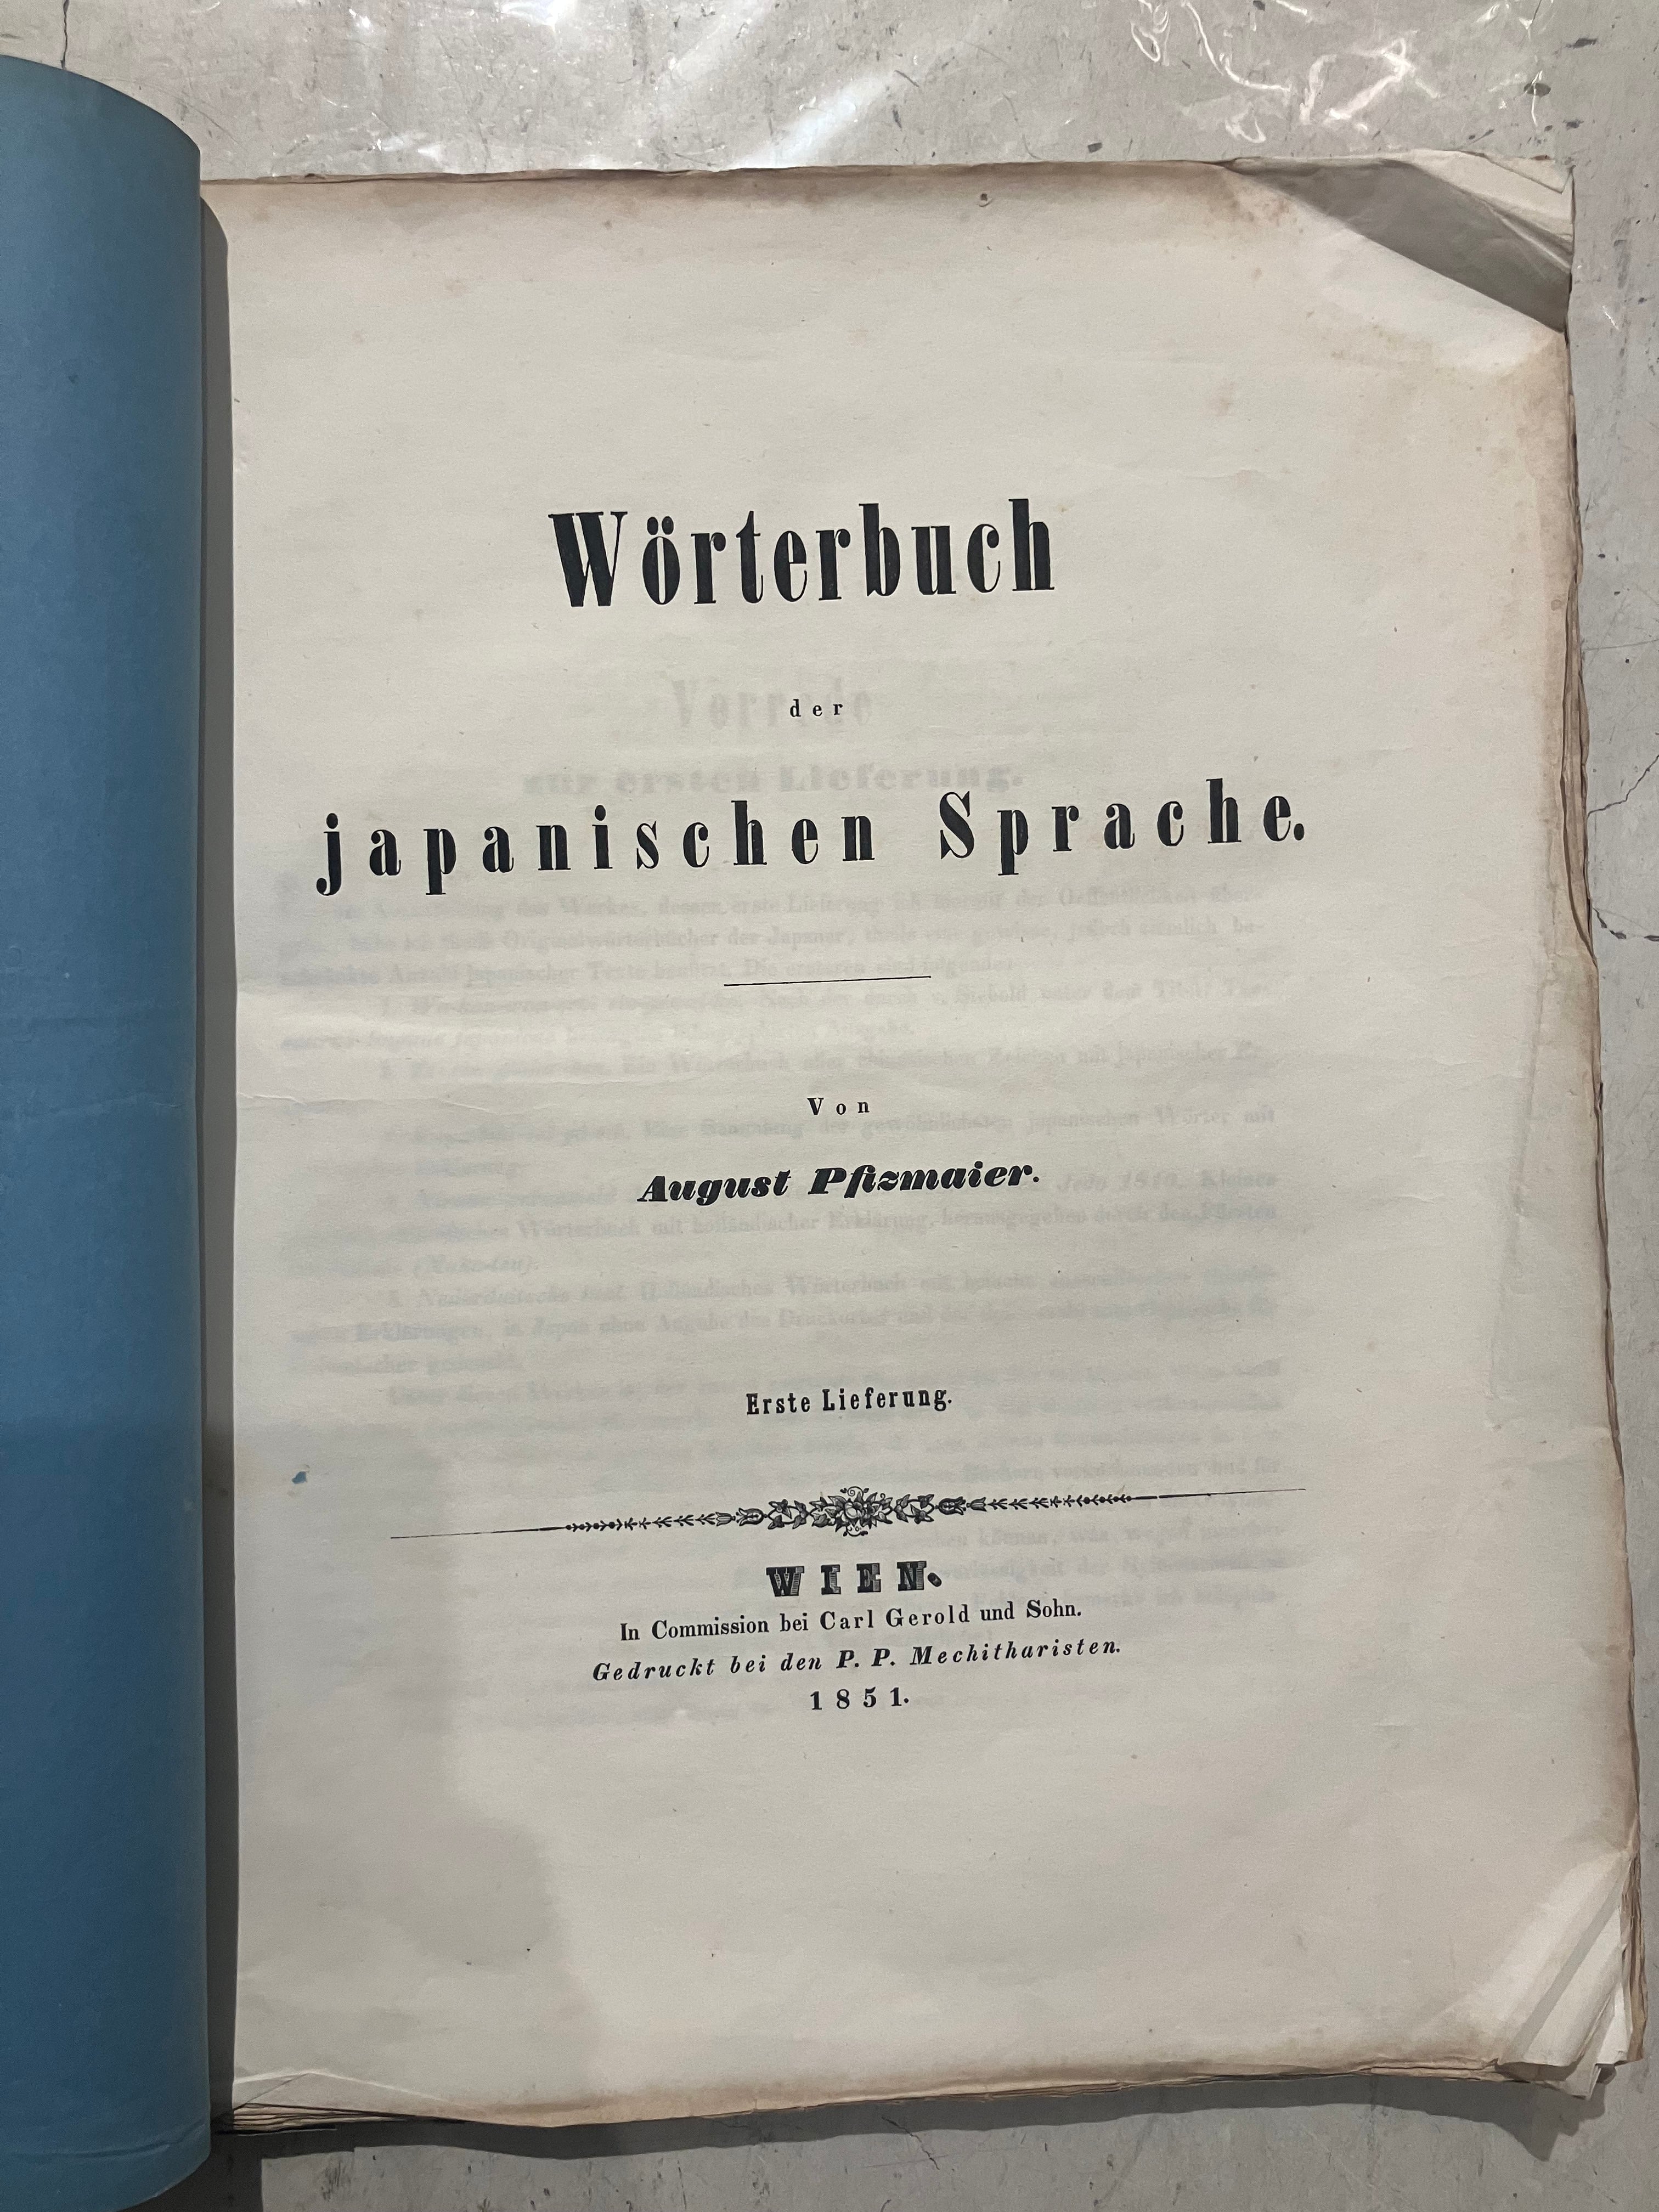 Wörterbuch
der
japanischen Sprache.
Von
August Pfizmaier.
Erste Lieferung.
WIEN.
In Commission bei Carl Gerold und Sohn.
Gedruckt bei den P. P. Mechitharisten.
1851.